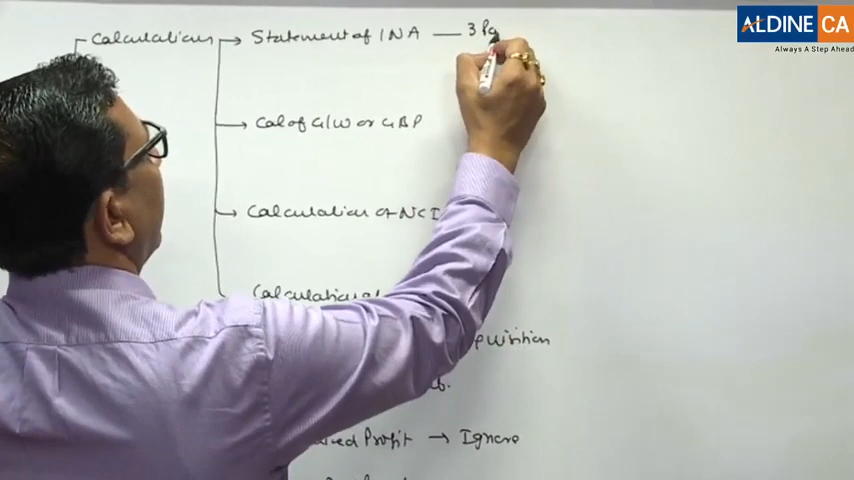 ALDINE CA
Always A Step Ahead
Calculations → Statement of INA — 3 Pa
Cal of G/W or GBP
Calculation of NCI
Calculation
quisition
b.
Profit → Ignore